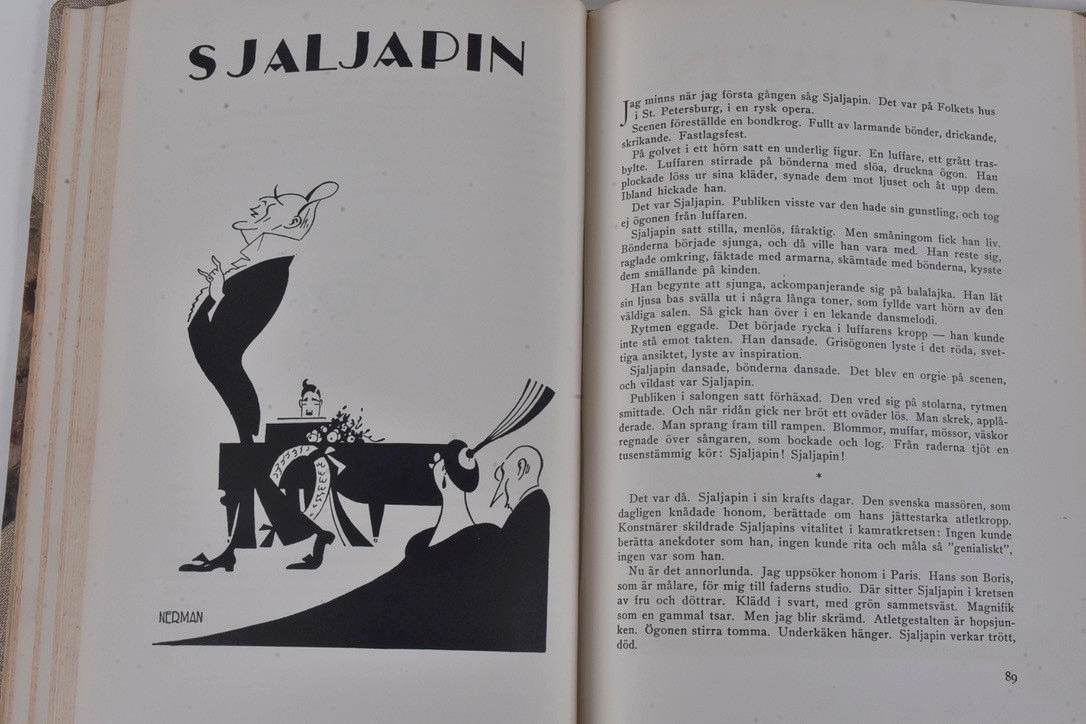 SJALJAPIN
NERMAN
Jag minns när jag första gången såg Sjaljapin. Det var på Folkets hus
i St. Petersburg, i en rysk opera.
Scenen föreställde en bondkrog. Fullt av larmande bönder, drickande,
skrikande. Fastlagsfest.
På golvet i ett hörn satt en underlig figur. En luffare, ett grått tras-
bylte. Luffaren stirrade på bönderna med slöa, druckna ögon. Han
plockade löss ur sina kläder, synade dem mot ljuset och åt upp dem.
Ibland hickade han.
Det var Sjaljapin. Publiken visste var den hade sin gunstling, och tog
ej ögonen från luffaren.
Sjaljapin satt stilla, menlös, fåraktig. Men småningom fick han liv.
Bönderna började sjunga, och då ville han vara med. Han reste sig,
raglade omkring, fäktade med armarna, skämtade med bönderna, kysste
dem smällande på kinden.
Han begynte att sjunga, ackompanjerande sig på balalajka. Han lät
sin ljusa bas svälla ut i några långa toner, som fyllde vart hörn av den
väldiga salen. Så gick han över i en lekande dansmelodi.
Rytmen eggade. Det började rycka i luffarens kropp — han kunde
inte stå emot takten. Han dansade. Grisögonen lyste i det röda, svet-
tiga ansiktet, lyste av inspiration.
Sjaljapin dansade, bönderna dansade. Det blev en orgie på scenen,
och vildast var Sjaljapin.
Publiken i salongen satt förhäxad. Den vred sig på stolarna, rytmen
smittade. Och när ridån gick ner bröt ett oväder lös. Man skrek, applå-
derade. Man sprang fram till rampen. Blommor, muffar, mössor, väskor
regnade över sångaren, som bockade och log. Från raderna tjöt en
tusenstämmig kör: Sjaljapin! Sjaljapin!
*
Det var då. Sjaljapin i sin krafts dagar. Den svenska massören, som
dagligen knådade honom, berättade om hans jättestarka atletkropp.
Konstnärer skildrade Sjaljapins vitalitet i kamratkretsen: Ingen kunde
berätta anekdoter som han, ingen kunde rita och måla så "genialiskt",
ingen var som han.
Nu är det annorlunda. Jag uppsöker honom i Paris. Hans son Boris,
som är målare, för mig till faderns studio. Där sitter Sjaljapin i kretsen
av fru och döttrar. Klädd i svart, med grön sammetsväst. Magnifik
som en gammal tsar. Men jag blir skrämd. Atletgestalten är hopsjun-
ken. Ögonen stirra tomma. Underkäken hänger. Sjaljapin verkar trött,
död.
89